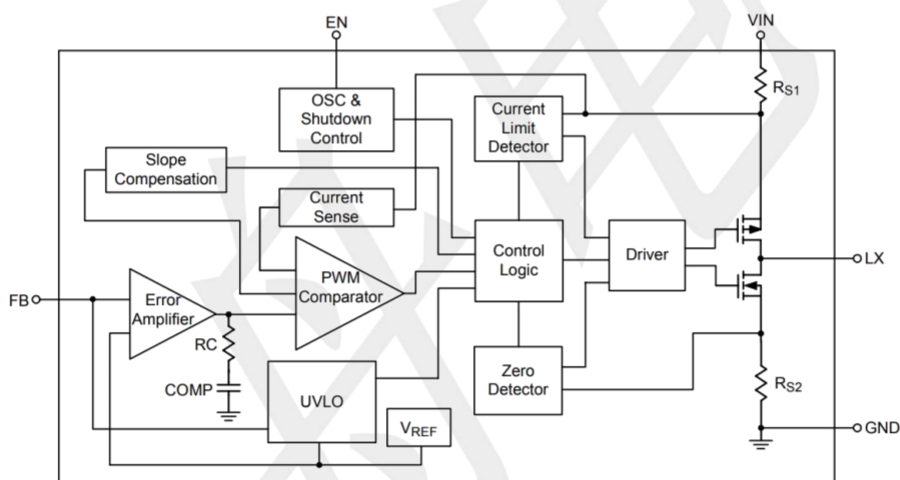 EN
VIN
OSC &
Shutdown
Control
Current
Limit
Detector
RS1
Slope
Compensation
Current
Sense
PWM
Comparator
Control
Logic
Driver
LX
FB
Error
Amplifier
RC
COMP
UVLO
VREF
Zero
Detector
RS2
GND